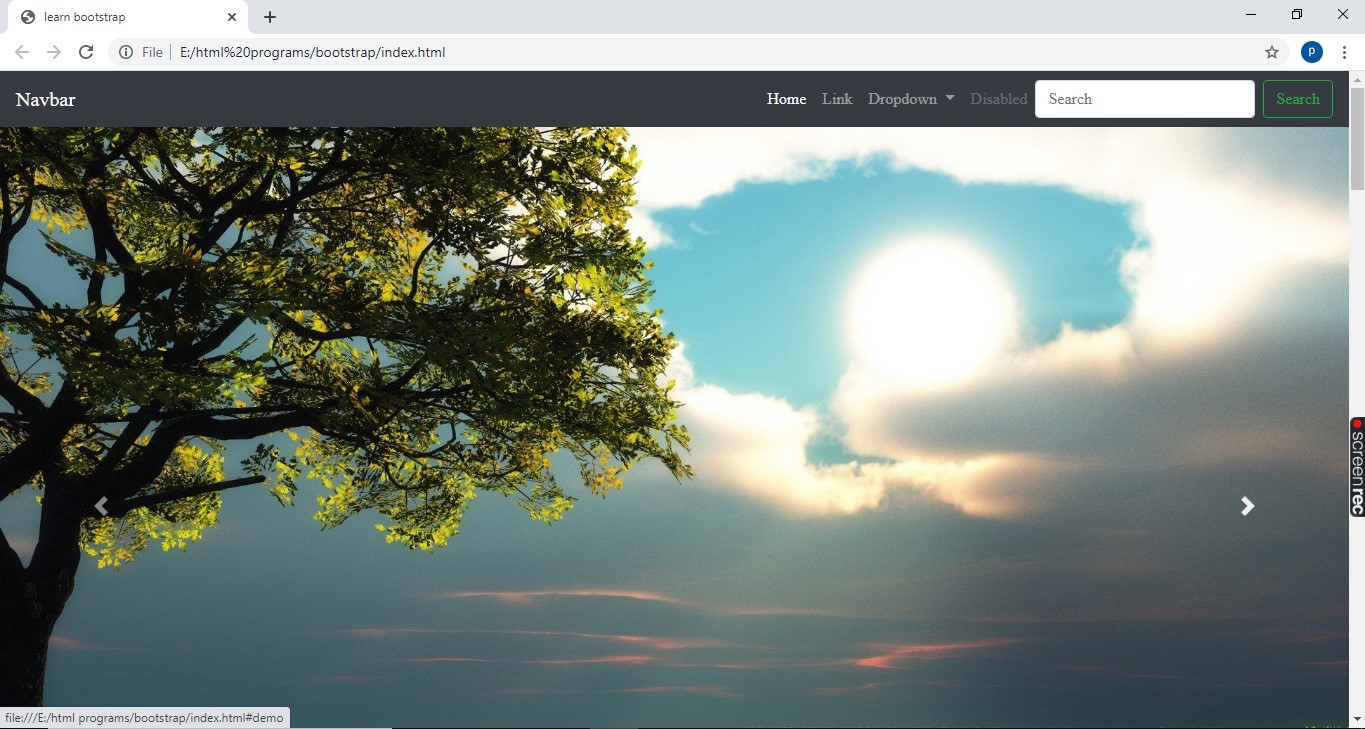 learn bootstrap
File E:/html%20programs/bootstrap/index.html
P
Navbar Home Link Dropdown Disabled Search Search
screenrec
file:///E:/html programs/bootstrap/index.html#demo